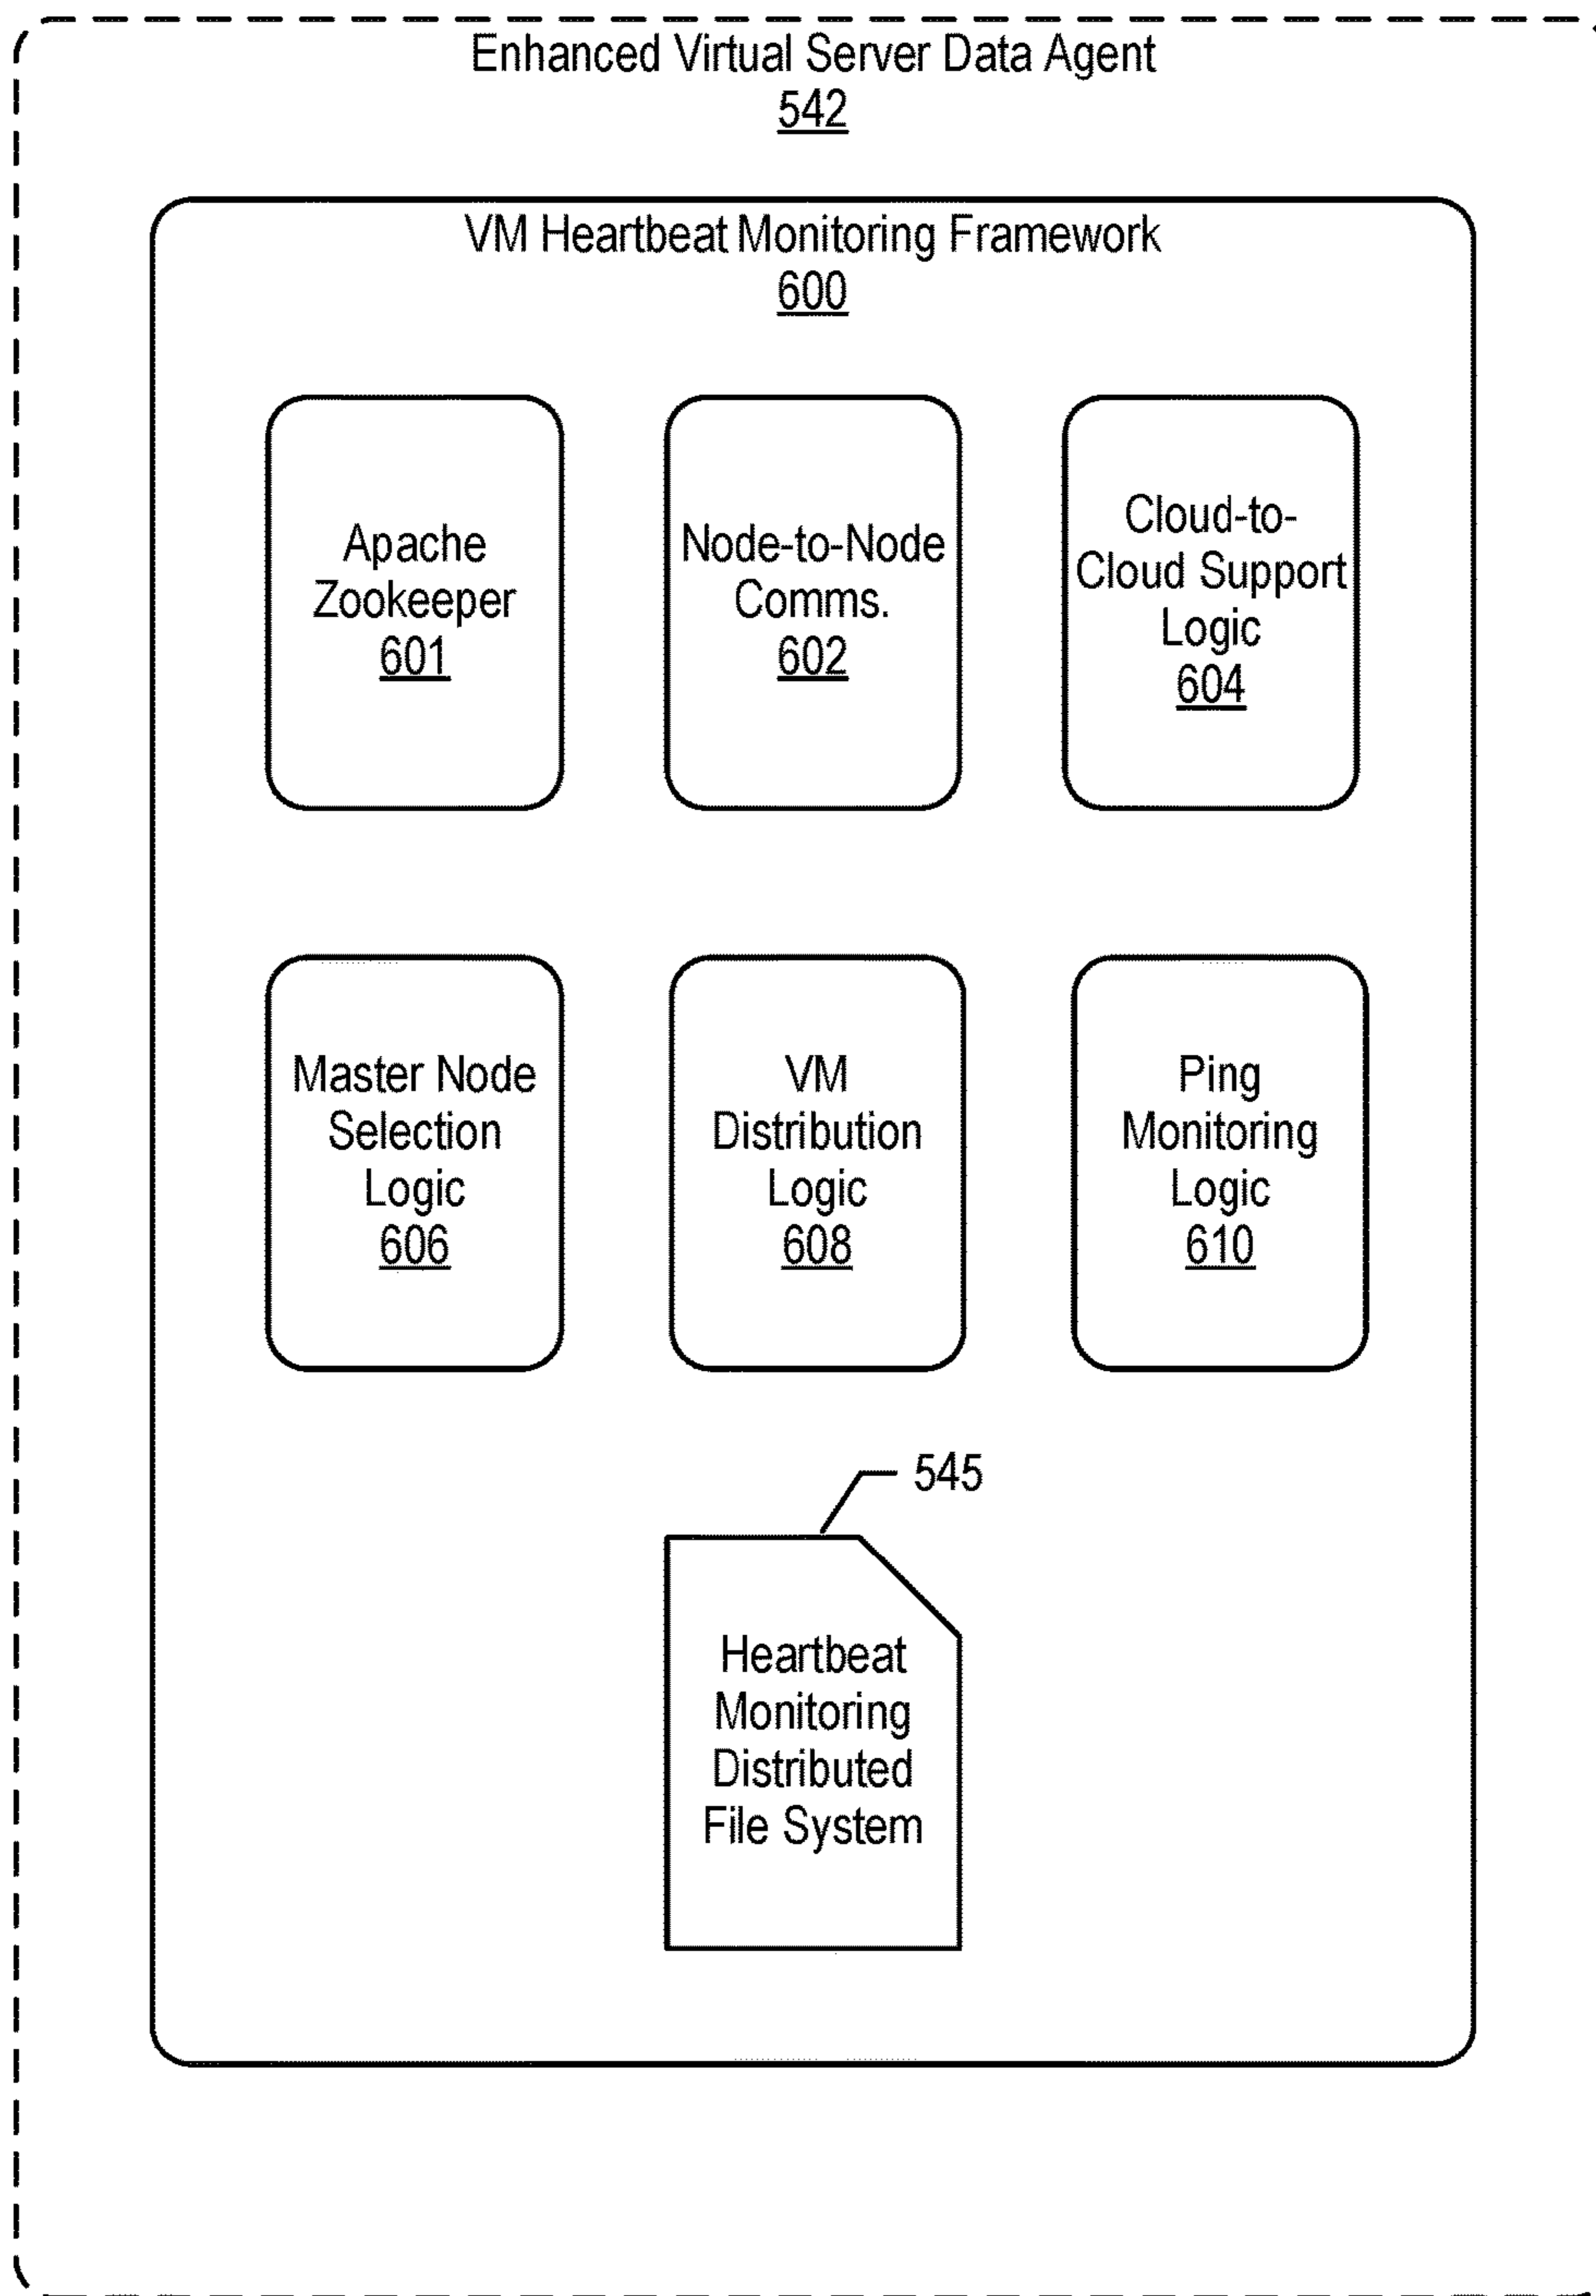 Enhanced Virtual Server Data Agent
542
VM Heartbeat Monitoring Framework
600
Apache
Zookeeper
601
Node-to-Node
Comms.
602
Cloud-to-
Cloud Support
Logic
604
Master Node
Selection
Logic
606
VM
Distribution
Logic
608
Ping
Monitoring
Logic
610
545
Heartbeat
Monitoring
Distributed
File System